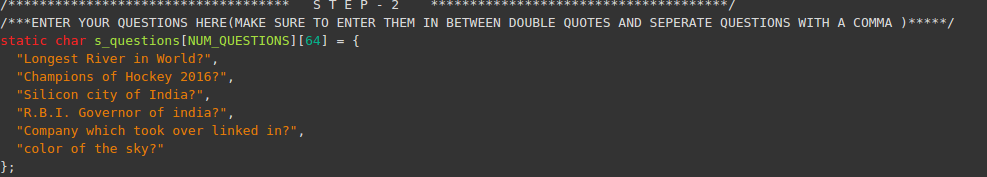 /************************************   S T E P - 2    **************************************/
/***ENTER YOUR QUESTIONS HERE(MAKE SURE TO ENTER THEM IN BETWEEN DOUBLE QUOTES AND SEPERATE QUESTIONS WITH A COMMA )*****/
static char s_questions[NUM_QUESTIONS][64] = {
  "Longest River in World?",
  "Champions of Hockey 2016?",
  "Silicon city of India?",
  "R.B.I. Governor of india?",
  "Company which took over linked in?",
  "color of the sky?"
};